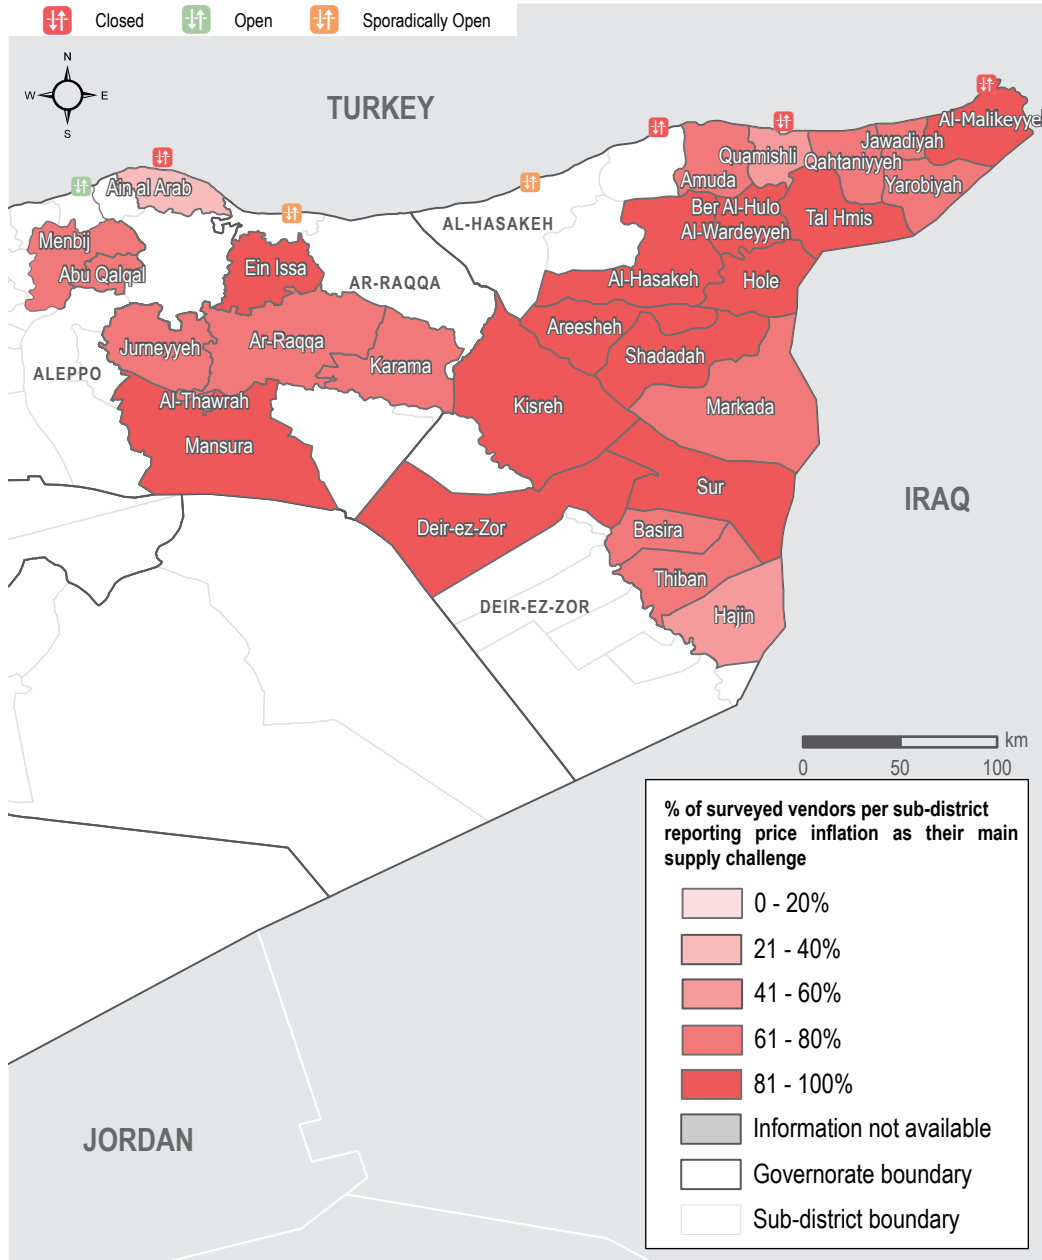 Closed
Open
Sporadically Open
N
W
E
S
TURKEY
Al-Malikeyyeh
Jawadiyah
Quamishli
Qahtaniyyeh
Amuda
Yarobiyah
Ain al Arab
Ber Al-Hulo
Al-Wardeyyeh
Tal Hmis
AL-HASAKEH
Menbij
Abu Qalqal
Ein Issa
AR-RAQQA
Al-Hasakeh
Hole
Areesheh
Jurneyyeh
Ar-Raqqa
Karama
Shadadah
ALEPPO
Al-Thawrah
Kisreh
Markada
Mansura
Sur
IRAQ
Deir-ez-Zor
Basira
Thiban
DEIR-EZ-ZOR
Hajin
km
0
50
100
% of surveyed vendors per sub-district
reporting price inflation as their main
supply challenge
0 - 20%
21 - 40%
41 - 60%
61 - 80%
81 - 100%
Information not available
Governorate boundary
Sub-district boundary
JORDAN